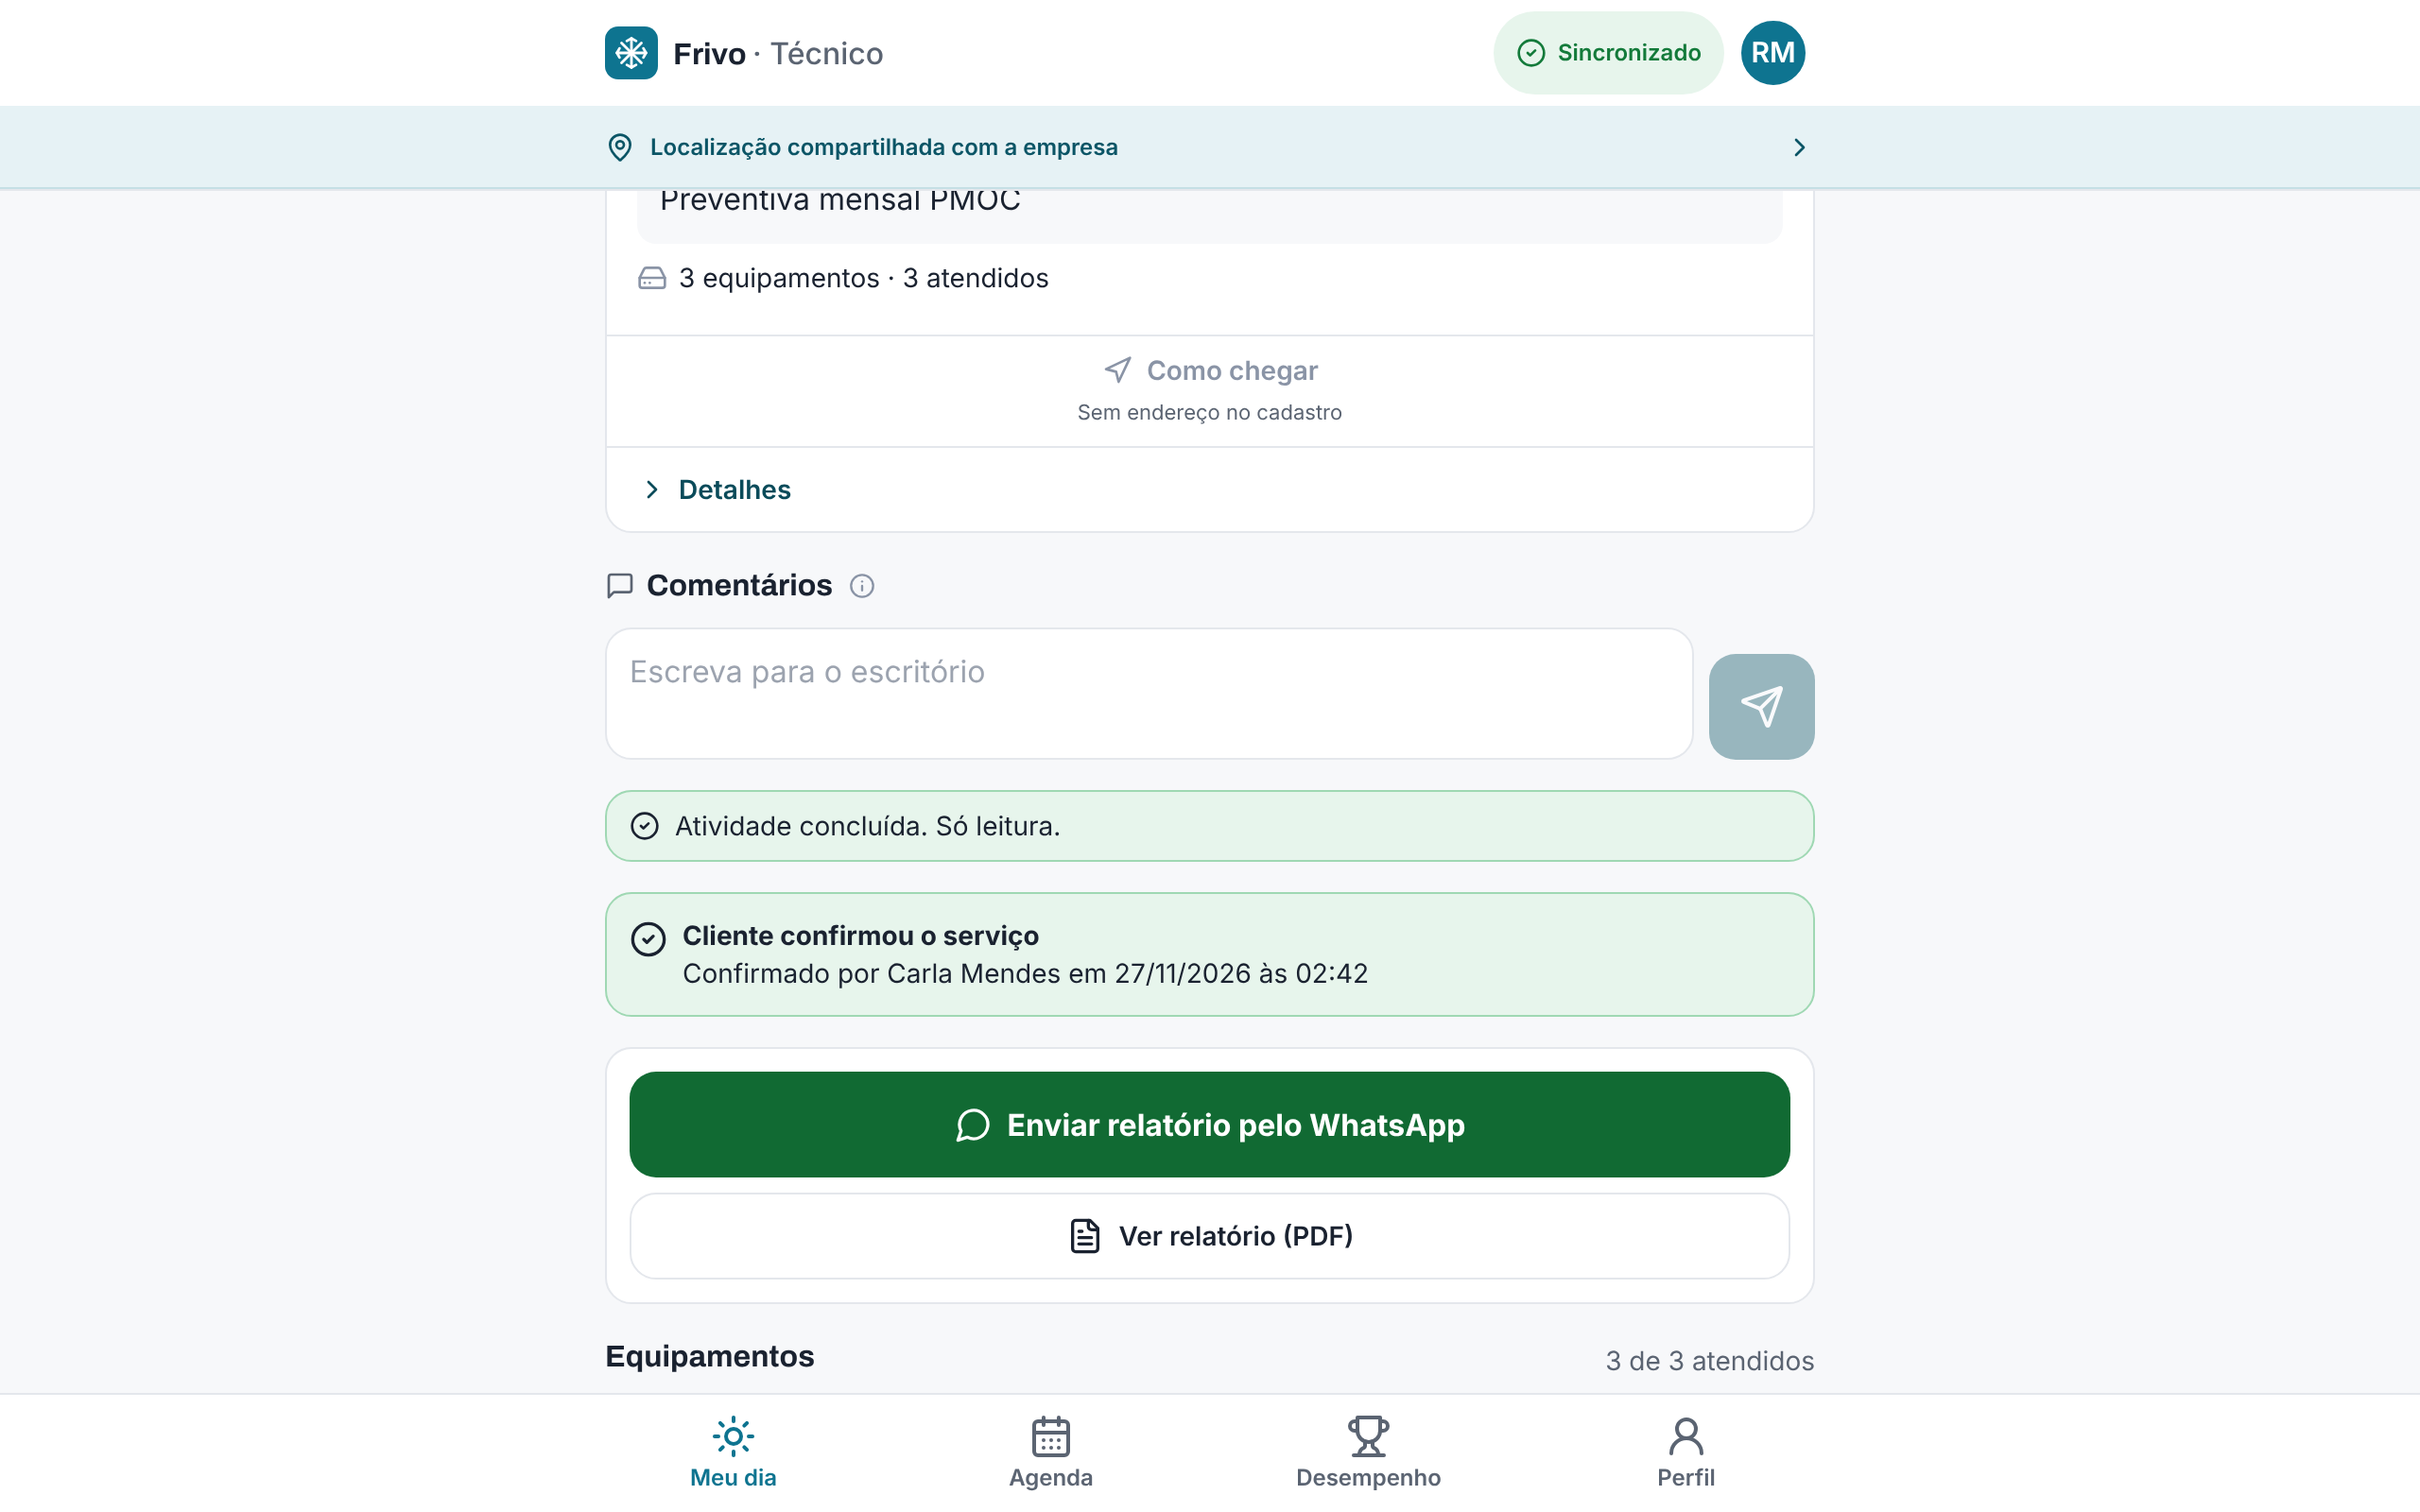 Frivo · Técnico
Sincronizado
RM
Localização compartilhada com a empresa
Preventiva mensal PMOC
3 equipamentos · 3 atendidos
Como chegar
Sem endereço no cadastro
Detalhes
Comentários
Escreva para o escritório
Atividade concluída. Só leitura.
Cliente confirmou o serviço
Confirmado por Carla Mendes em 27/11/2026 às 02:42
Enviar relatório pelo WhatsApp
Ver relatório (PDF)
Equipamentos
3 de 3 atendidos
Meu dia
Agenda
Desempenho
Perfil